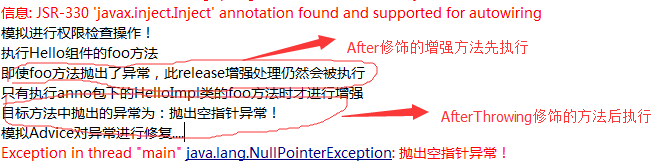 信息: JSR-330 'javax.inject.Inject' annotation found and supported for autowiring
模拟进行权限检查操作！
执行Hello组件的foo方法
After修饰的增强方法先执行
即使foo方法抛出了异常，此release增强处理仍然会被执行
只有执行anno包下的HelloImpl类的foo方法时才进行增强
目标方法中抛出的异常为：抛出空指针异常！
AfterThrowing修饰的方法后执行
模拟Advice对异常进行修复...
Exception in thread "main" java.lang.NullPointerException: 抛出空指针异常！